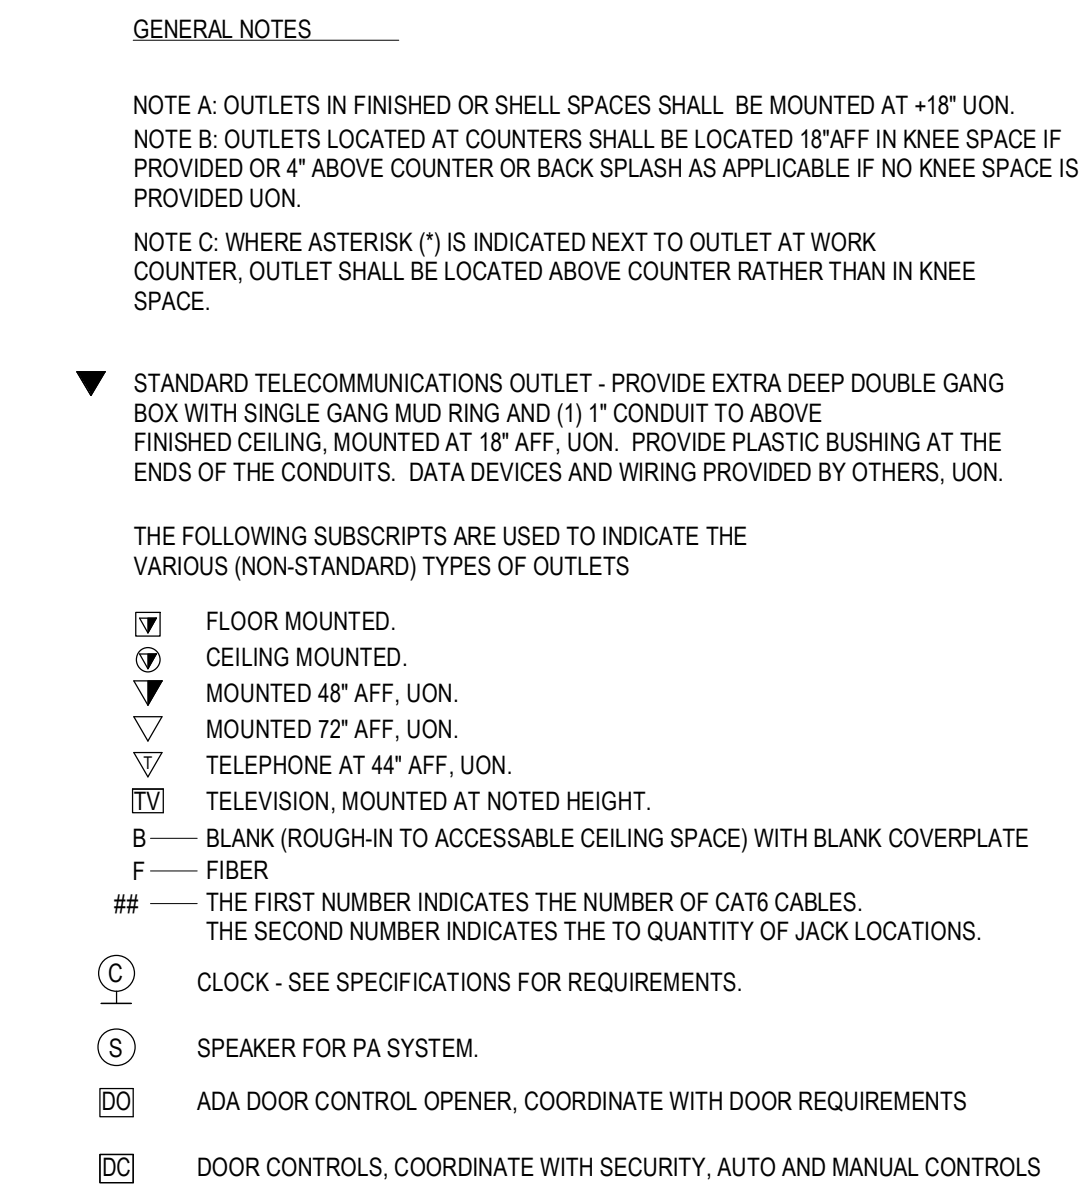 GENERAL NOTES
NOTE A: OUTLETS IN FINISHED OR SHELL SPACES SHALL BE MOUNTED AT +18" UON.
NOTE B: OUTLETS LOCATED AT COUNTERS SHALL BE LOCATED 18"AFF IN KNEE SPACE IF
PROVIDED OR 4" ABOVE COUNTER OR BACK SPLASH AS APPLICABLE IF NO KNEE SPACE IS
PROVIDED UON.
NOTE C: WHERE ASTERISK (*) IS INDICATED NEXT TO OUTLET AT WORK
COUNTER, OUTLET SHALL BE LOCATED ABOVE COUNTER RATHER THAN IN KNEE
SPACE.
STANDARD TELECOMMUNICATIONS OUTLET - PROVIDE EXTRA DEEP DOUBLE GANG
BOX WITH SINGLE GANG MUD RING AND (1) 1" CONDUIT TO ABOVE
FINISHED CEILING, MOUNTED AT 18" AFF, UON. PROVIDE PLASTIC BUSHING AT THE
ENDS OF THE CONDUITS. DATA DEVICES AND WIRING PROVIDED BY OTHERS, UON.
THE FOLLOWING SUBSCRIPTS ARE USED TO INDICATE THE
VARIOUS (NON-STANDARD) TYPES OF OUTLETS
FLOOR MOUNTED.
CEILING MOUNTED.
MOUNTED 48" AFF, UON.
MOUNTED 72" AFF, UON.
T TELEPHONE AT 44" AFF, UON.
TV TELEVISION, MOUNTED AT NOTED HEIGHT.
B BLANK (ROUGH-IN TO ACCESSABLE CEILING SPACE) WITH BLANK COVERPLATE
F FIBER
## THE FIRST NUMBER INDICATES THE NUMBER OF CAT6 CABLES.
THE SECOND NUMBER INDICATES THE TO QUANTITY OF JACK LOCATIONS.
C CLOCK - SEE SPECIFICATIONS FOR REQUIREMENTS.
S SPEAKER FOR PA SYSTEM.
DO ADA DOOR CONTROL OPENER, COORDINATE WITH DOOR REQUIREMENTS
DC DOOR CONTROLS, COORDINATE WITH SECURITY, AUTO AND MANUAL CONTROLS